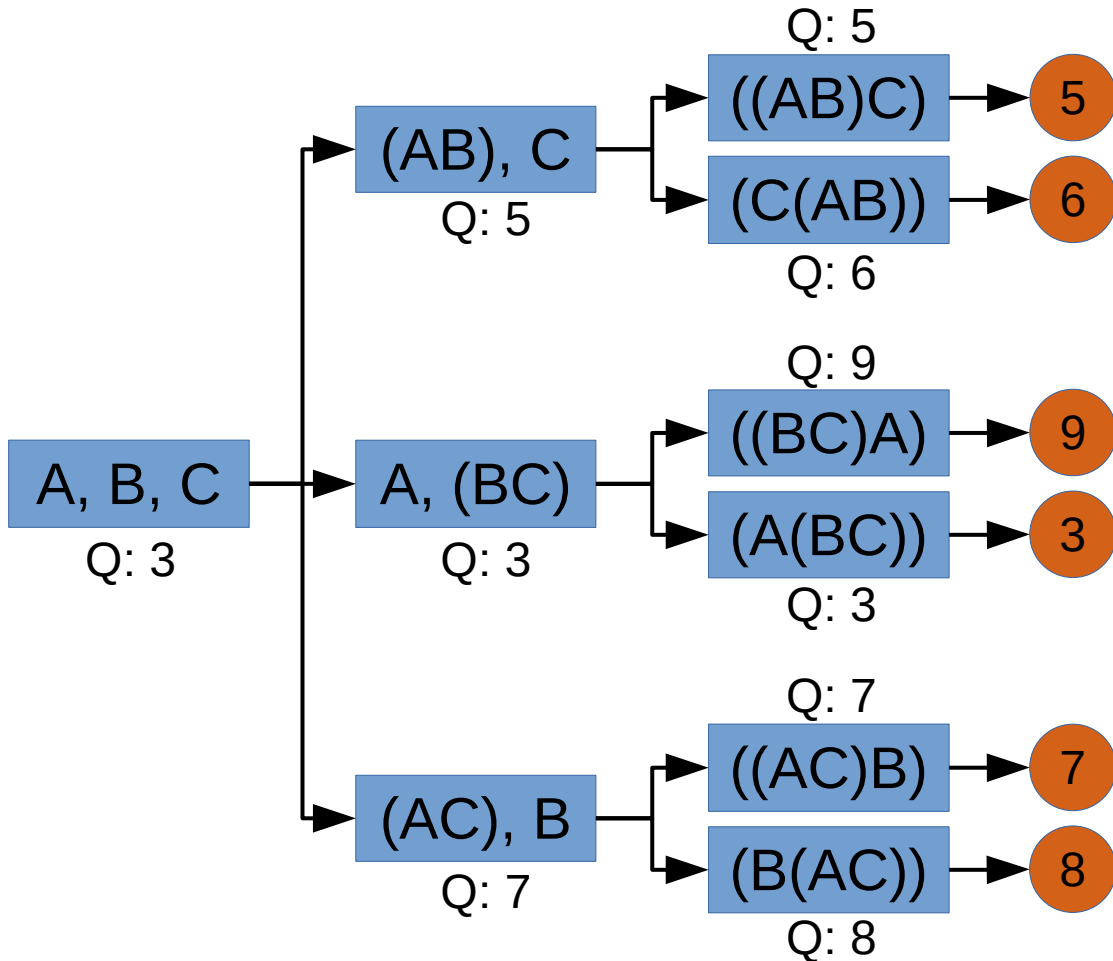 Q: 5
((AB)C)
5
(AB), C
Q: 5
(C(AB))
6
Q: 6
Q: 9
((BC)A)
9
A, B, C
Q: 3
A, (BC)
Q: 3
(A(BC))
3
Q: 3
Q: 7
((AC)B)
7
(AC), B
Q: 7
(B(AC))
8
Q: 8